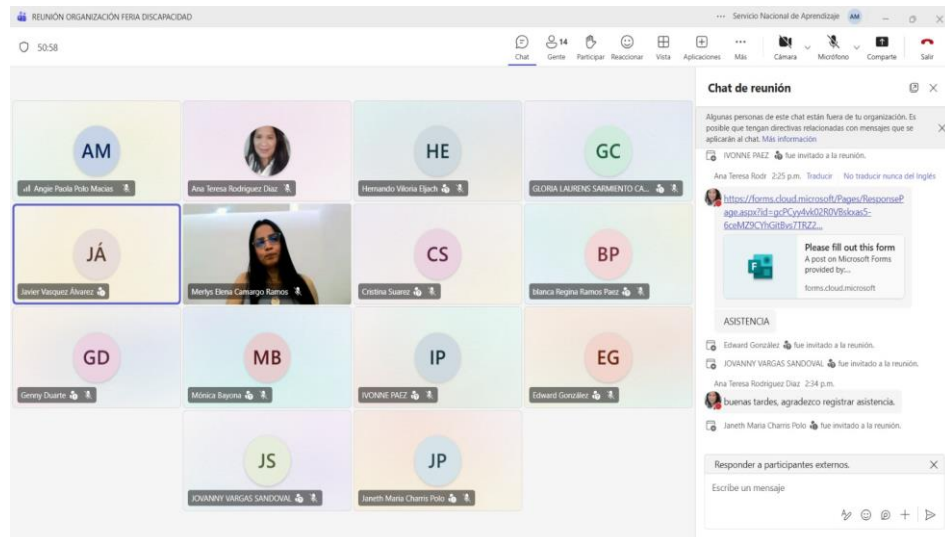 REUNIÓN ORGANIZACIÓN FERIA DISCAPACIDAD
Servicio Nacional de Aprendizaje AM
50:58
Chat
14
Gente
Participar
Reaccionar
Vista
Aplicaciones
Más
Cámara
Micrófono
Comparte
Salir
AM
Angie Paola Polo Macias
Ana Teresa Rodriguez Diaz
HE
Hernando Viloria Eljach
GC
GLORIA LAURENS SARMIENTO CA...
JÁ
Javier Vasquez Álvarez
Merlys Elena Camargo Ramos
CS
Cristina Suarez
BP
blanca Regina Ramos Paez
GD
Genny Duarte
MB
Mónica Bayona
IP
IVONNE PAEZ
EG
Edward González
JS
JOVANNY VARGAS SANDOVAL
JP
Janeth Maria Charris Polo
Chat de reunión
Algunas personas de este chat están fuera de tu organización. Es
posible que tengan directivas relacionadas con mensajes que se
aplicarán al chat. Más información
IVONNE PAEZ fue invitado a la reunión.
Ana Teresa Rodr 2:25 p.m. Traducir No traducir nunca del Inglés
https://forms.cloud.microsoft/Pages/ResponseP
Please fill out this form
A post on Microsoft Forms
provided by:...
forms.cloud.microsoft
ASISTENCIA
Edward González fue invitado a la reunión.
JOVANNY VARGAS SANDOVAL fue invitado a la reunión.
Ana Teresa Rodriguez Diaz 2:34 p.m.
buenas tardes, agradezco registrar asistencia.
Janeth Maria Charris Polo fue invitado a la reunión.
Responder a participantes externos.
Escribe un mensaje